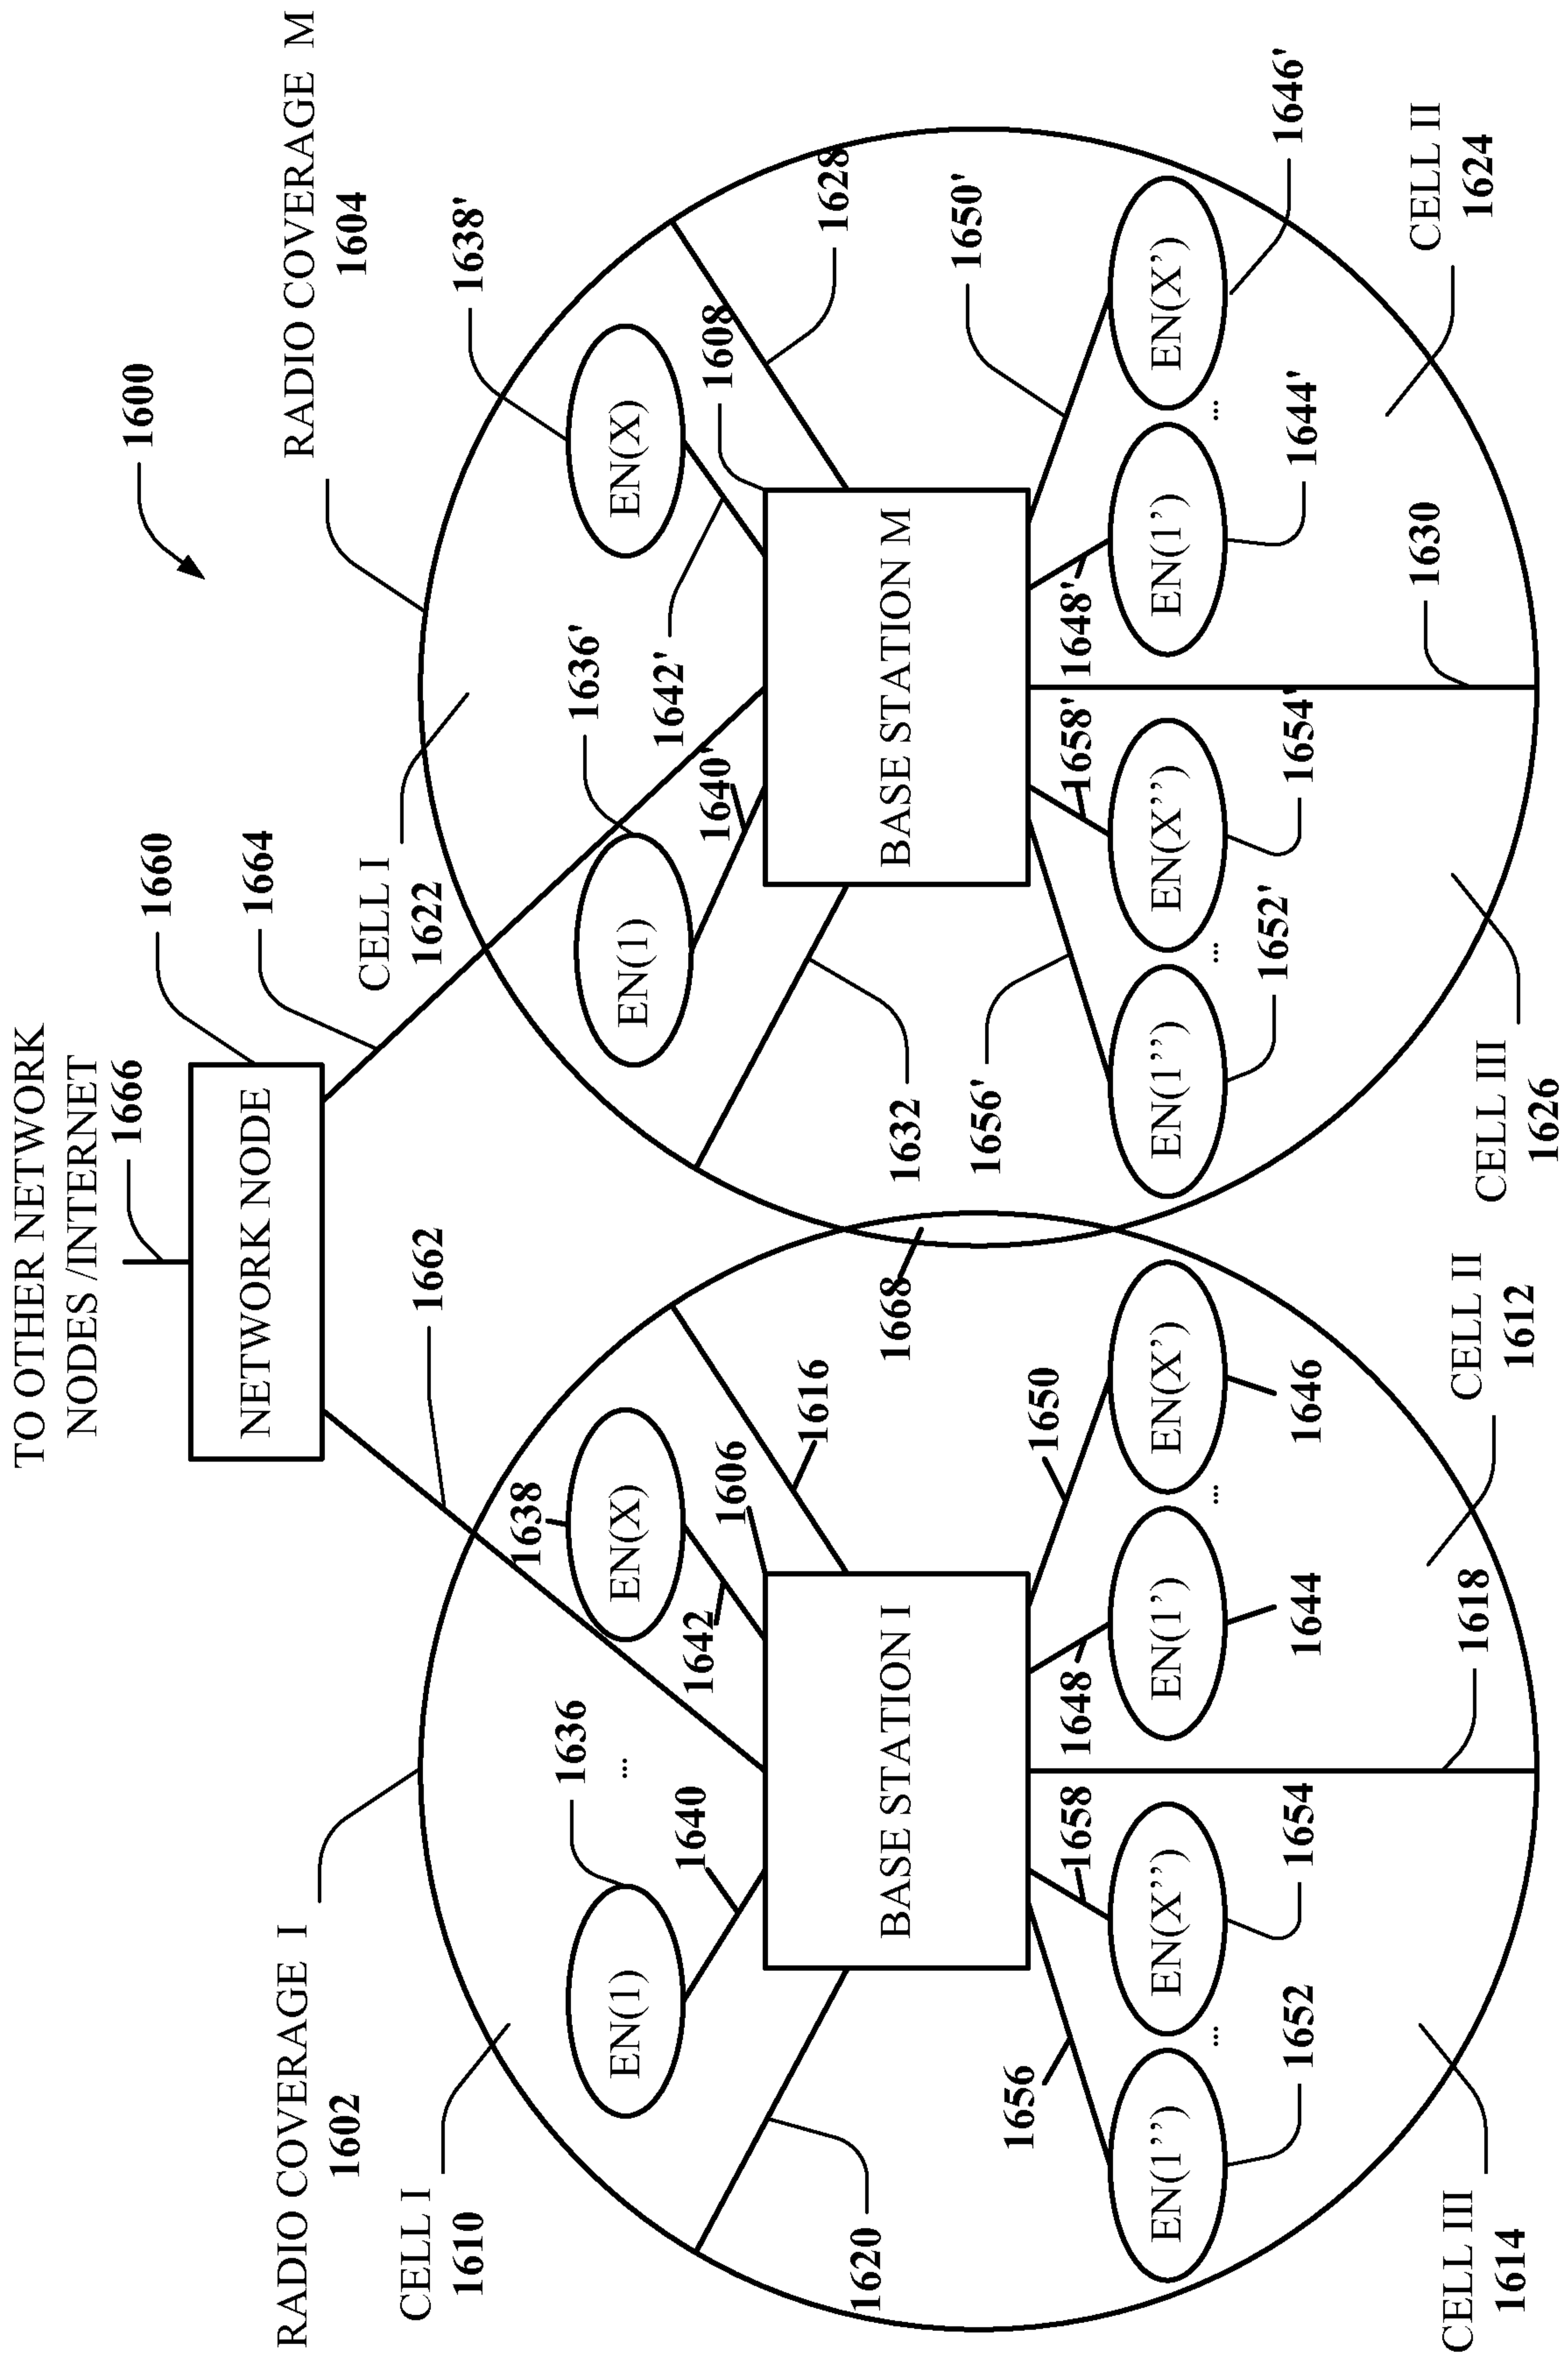 TO OTHER NETWORK
NODES /INTERNET
1666
1600
NETWORK NODE
1660
1664
1662
RADIO COVERAGE I
1602
RADIO COVERAGE M
1604
CELL I
1610
CELL I
1622
1636
...
EN(1)
1638
EN(X)
1640
1642
1606
1636'
EN(1)
1638'
EN(X)
1642'
1640'
1608
1620
BASE STATION I
1616
1668
1632
BASE STATION M
1628
1656
1658
1648
1650
1656'
1658'
1648'
1650'
EN(1’’)
...
EN(X’’)
EN(1’)
...
EN(X’)
EN(1’’)
...
EN(X’’)
EN(1’)
...
EN(X’)
1652
1654
1644
1646
1652'
1654'
1644'
1646'
CELL III
1614
1618
CELL II
1612
CELL III
1626
1630
CELL II
1624